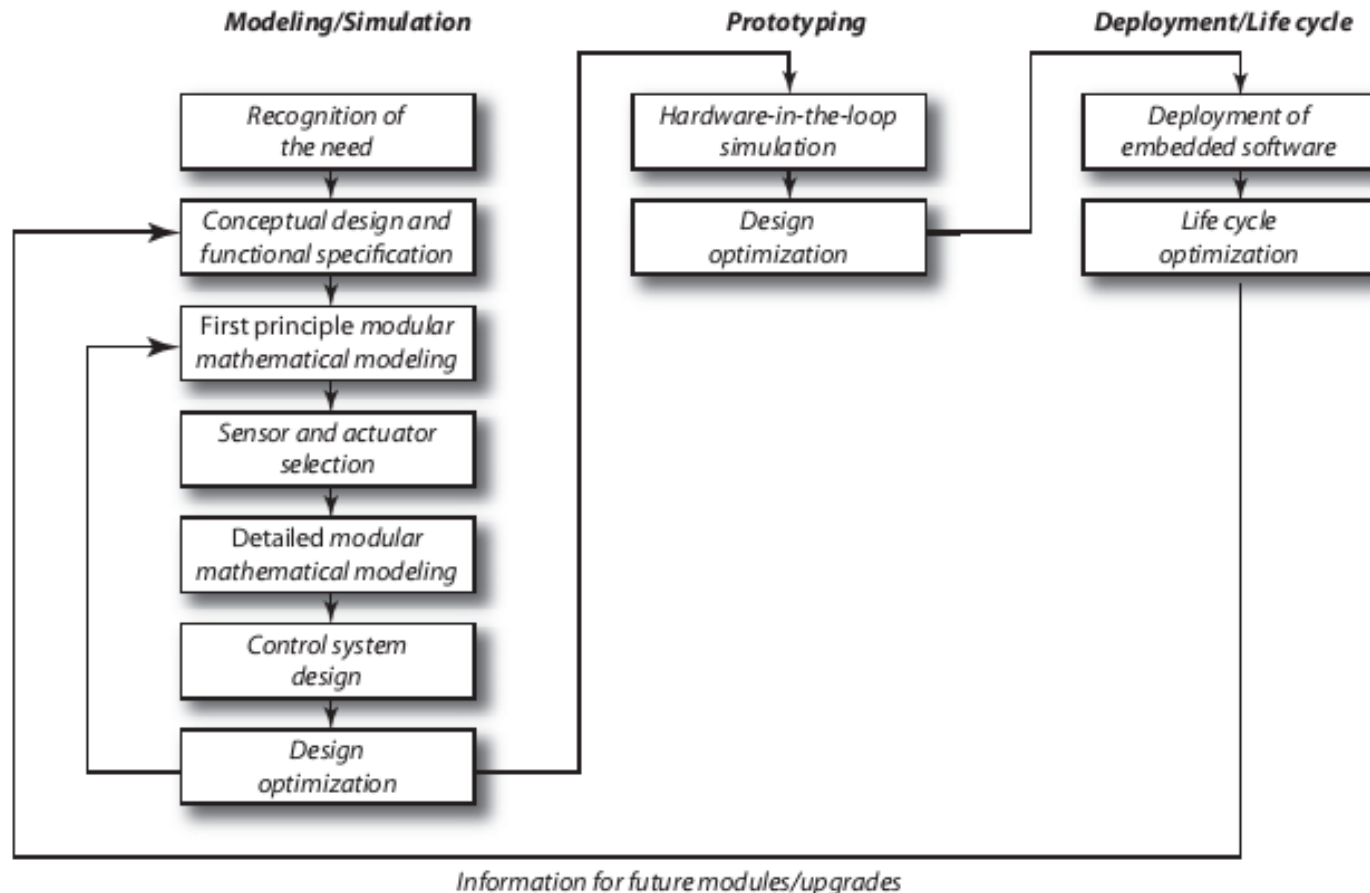 Modeling/Simulation
Recognition of
the need
Conceptual design and
functional specification
First principle modular
mathematical modeling
Sensor and actuator
selection
Detailed modular
mathematical modeling
Control system
design
Design
optimization
Prototyping
Hardware-in-the-loop
simulation
Design
optimization
Deployment/Life cycle
Deployment of
embedded software
Life cycle
optimization
Information for future modules/upgrades